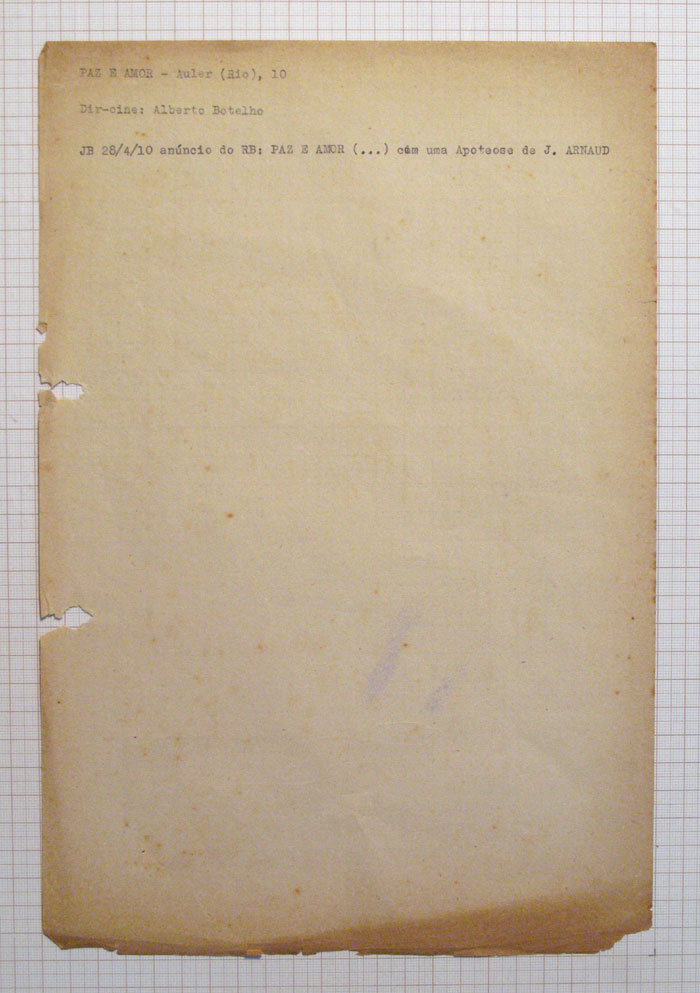 PAZ E AMOR - Auler (Rio), 10
Dir-cine: Alberto Botelho
JB 28/4/10 anúncio do RB: PAZ E AMOR (...) com uma Apoteose de J. ARNAUD